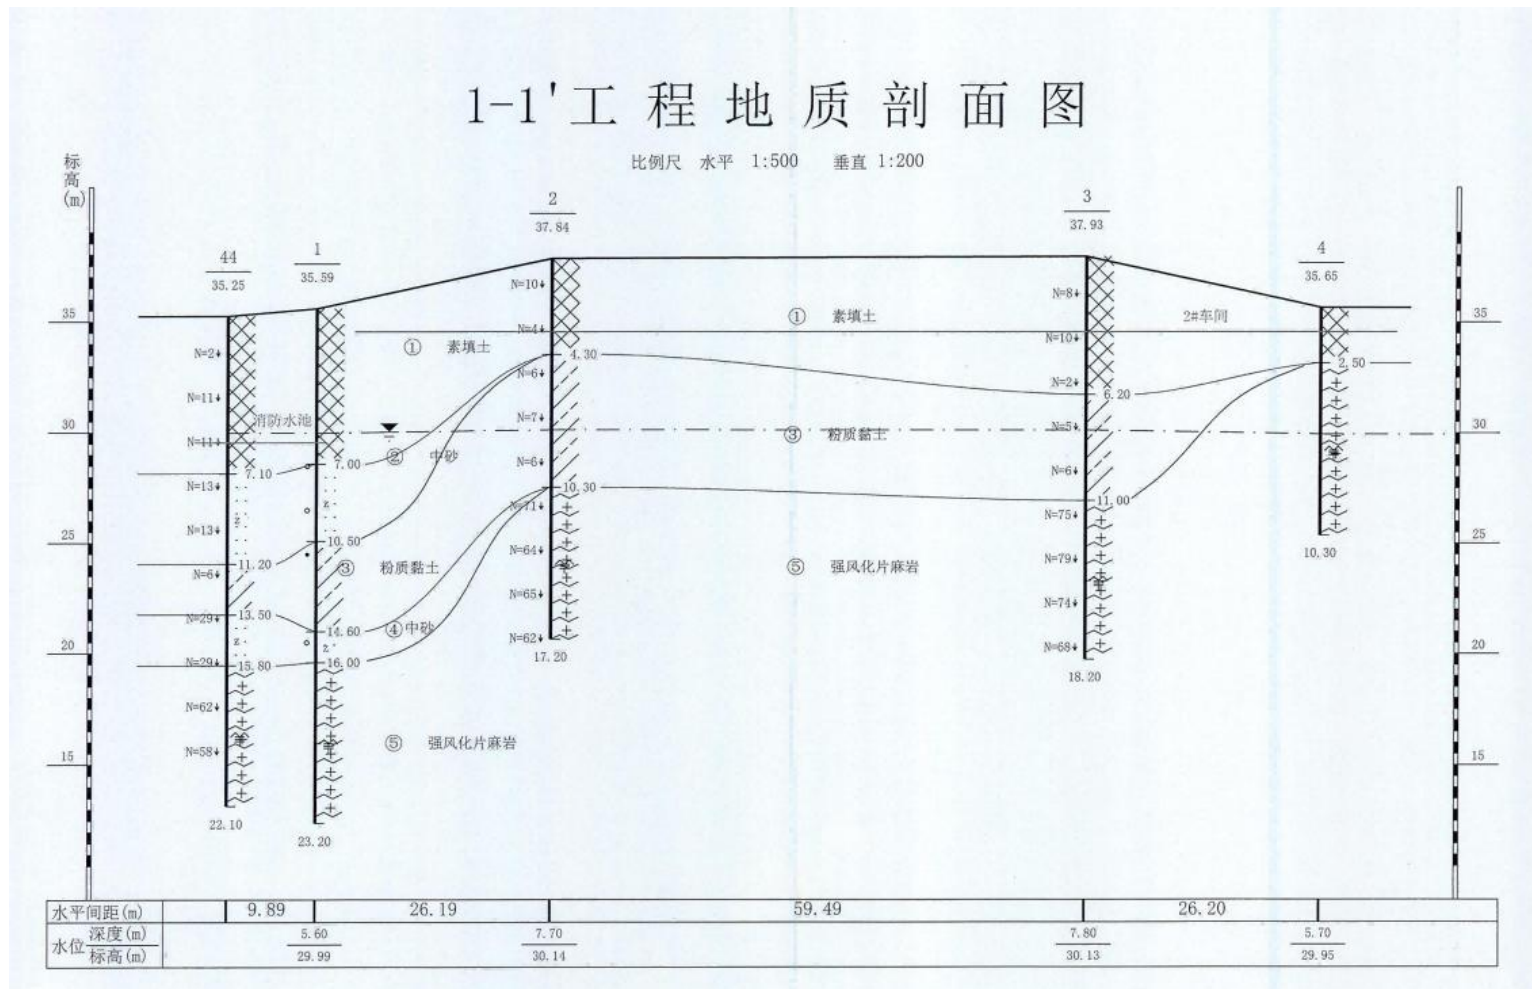 1-1'工程地质剖面图
比例尺 水平 1:500 垂直 1:200
标高(m)
35
30
25
20
15
44
35.25
N=2
N=11
N=11
N=13
N=13
N=6
N=29
N=29
N=62
N=58
7.10
11.20
13.50
15.80
22.10
消防水池
1
35.59
7.00
10.50
14.60
16.00
23.20
① 素填土
② 中砂
③ 粉质黏土
④ 中砂
⑤ 强风化片麻岩
2
37.84
N=10
N=4
N=6
N=7
N=6
N=71
N=64
N=65
N=62
4.30
10.30
17.20
① 素填土
③ 粉质黏土
⑤ 强风化片麻岩
3
37.93
N=8
N=10
N=2
N=5
N=6
N=75
N=79
N=74
N=68
6.20
11.00
18.20
2#车间
4
35.65
2.50
10.30
35
30
25
20
15
水平间距(m) 9.89 26.19 59.49 26.20
水位 深度(m) 5.60 7.70 7.80 5.70
标高(m) 29.99 30.14 30.13 29.95